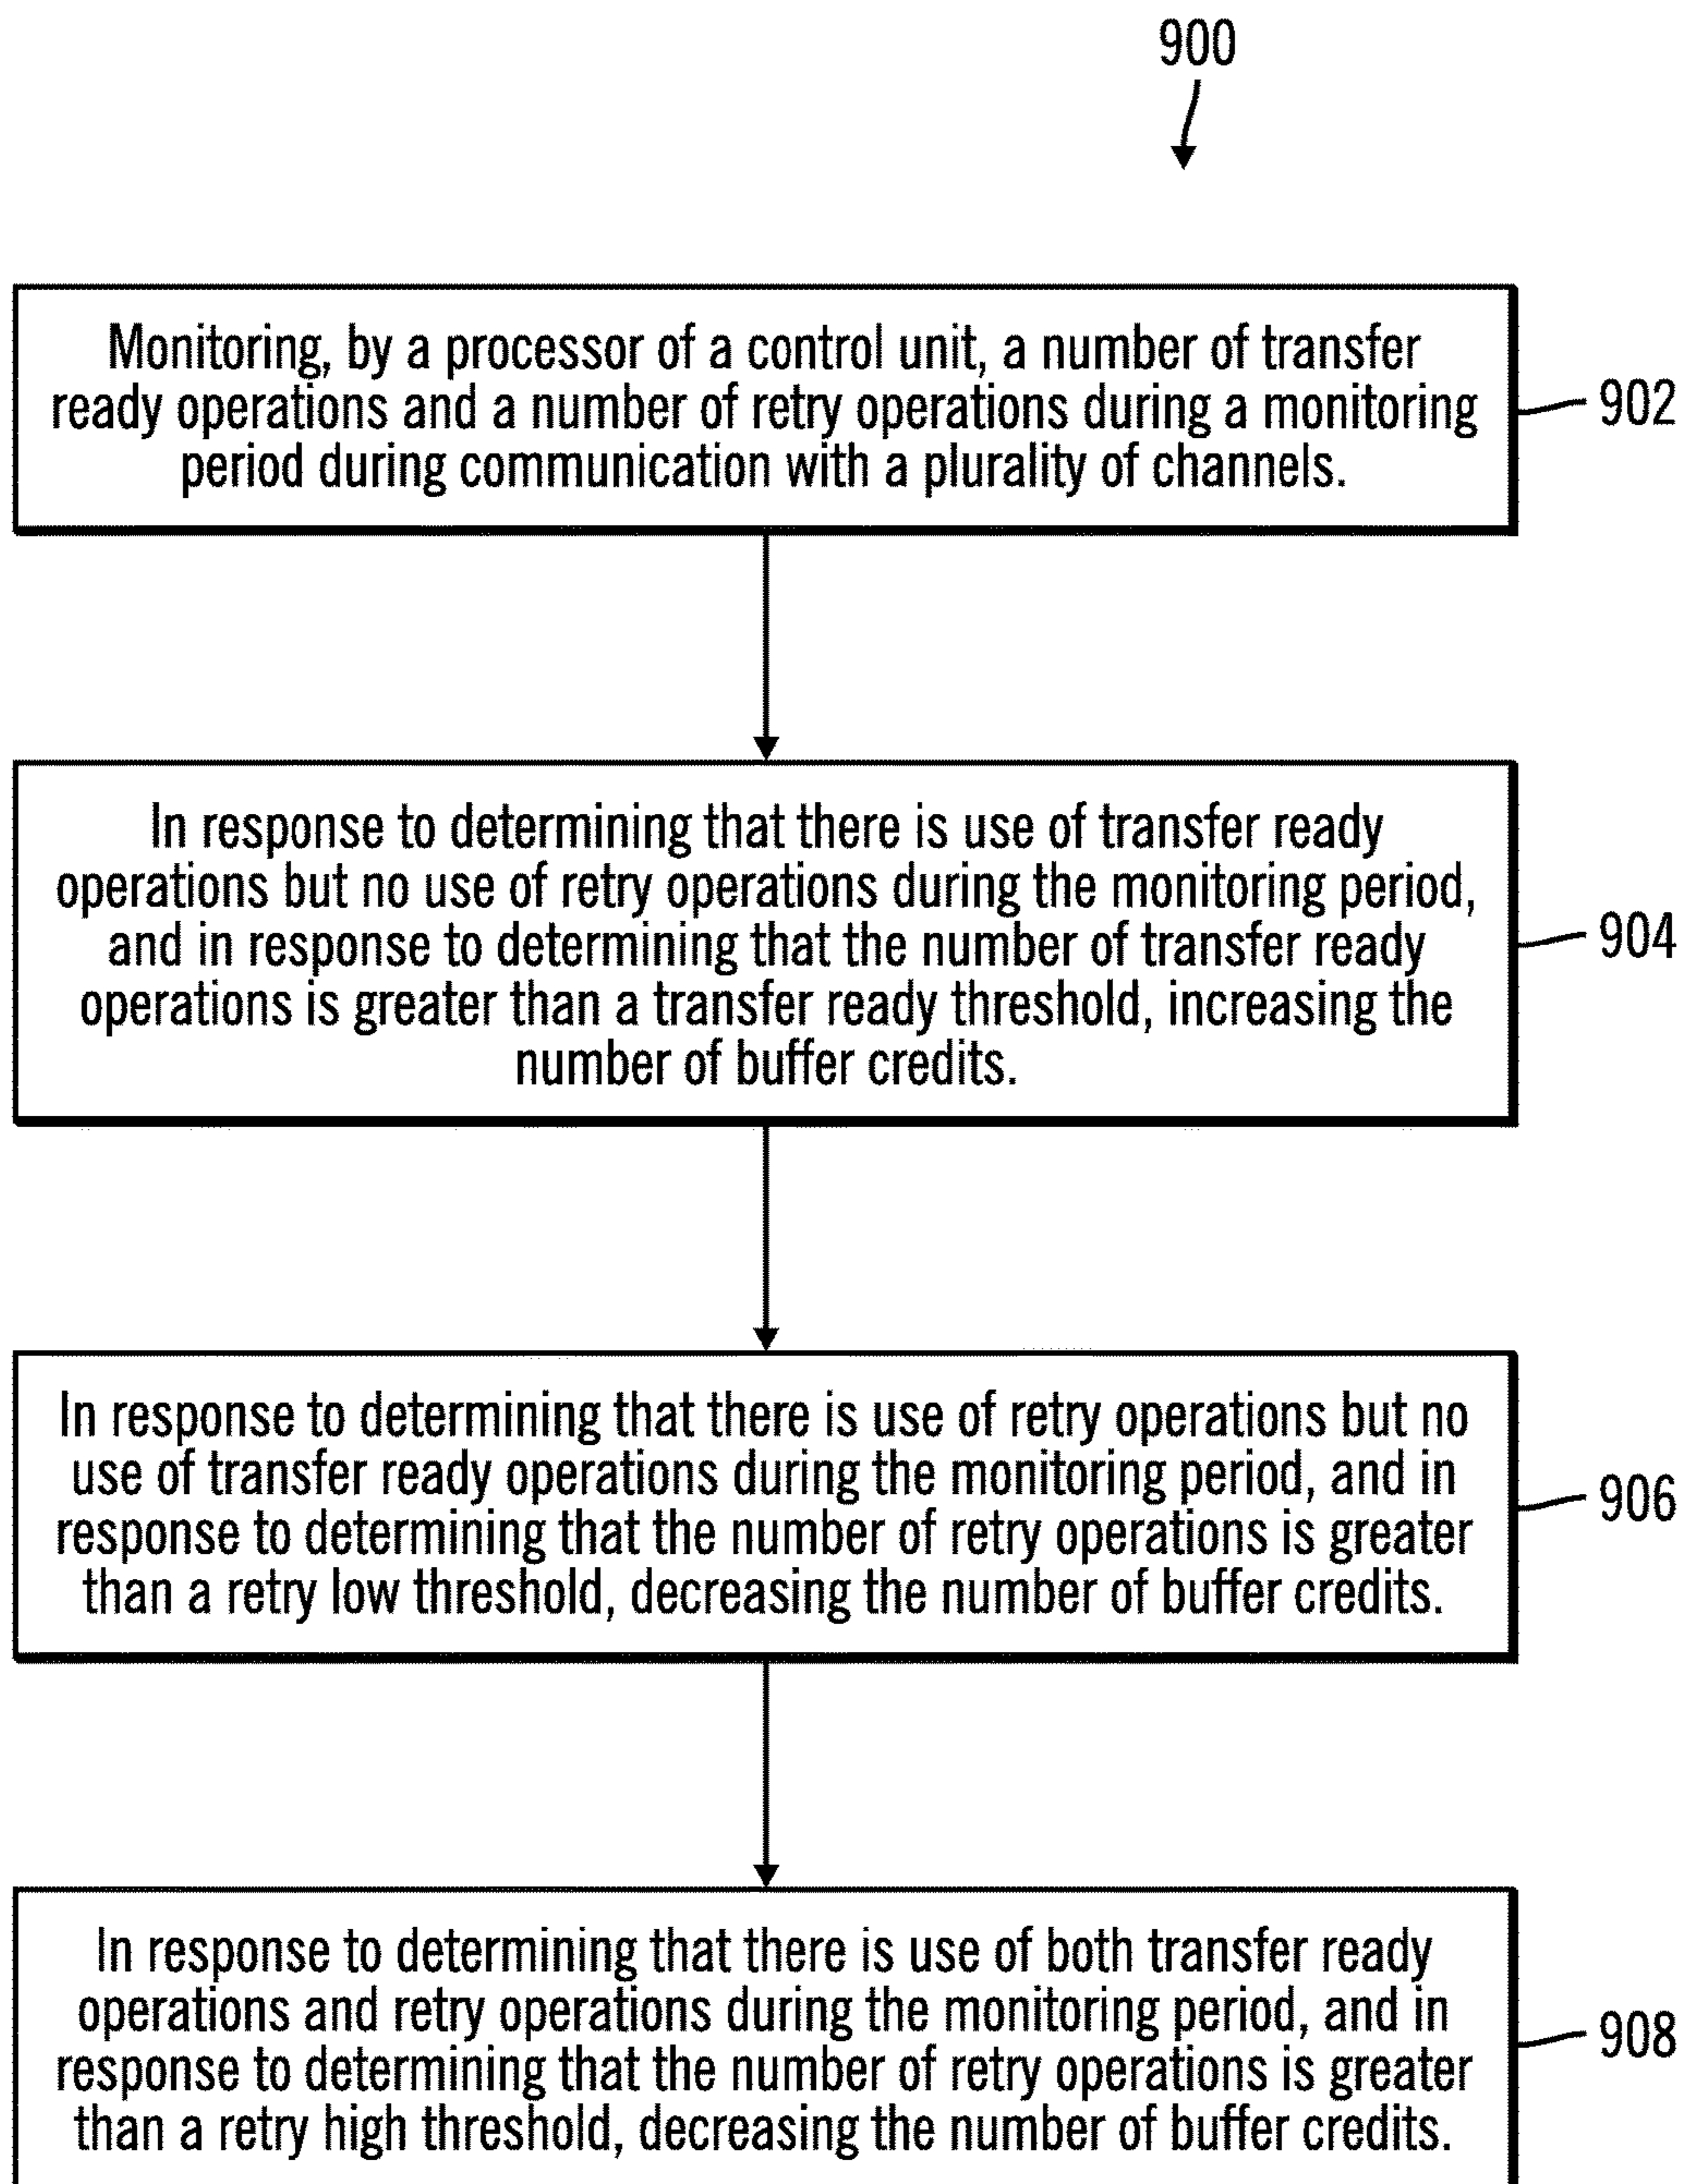 900
Monitoring, by a processor of a control unit, a number of transfer
ready operations and a number of retry operations during a monitoring
period during communication with a plurality of channels.
902
In response to determining that there is use of transfer ready
operations but no use of retry operations during the monitoring period,
and in response to determining that the number of transfer ready
operations is greater than a transfer ready threshold, increasing the
number of buffer credits.
904
In response to determining that there is use of retry operations but no
use of transfer ready operations during the monitoring period, and in
response to determining that the number of retry operations is greater
than a retry low threshold, decreasing the number of buffer credits.
906
In response to determining that there is use of both transfer ready
operations and retry operations during the monitoring period, and in
response to determining that the number of retry operations is greater
than a retry high threshold, decreasing the number of buffer credits.
908